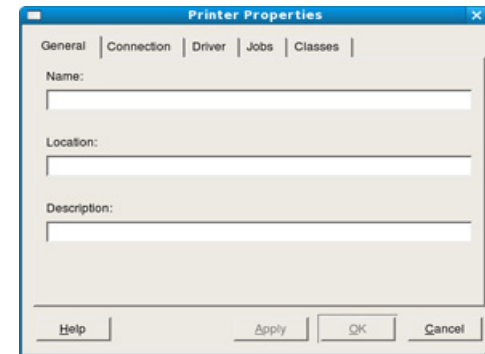 Printer Properties
General Connection Driver Jobs Classes
Name:
Location:
Description:
Help Apply OK Cancel